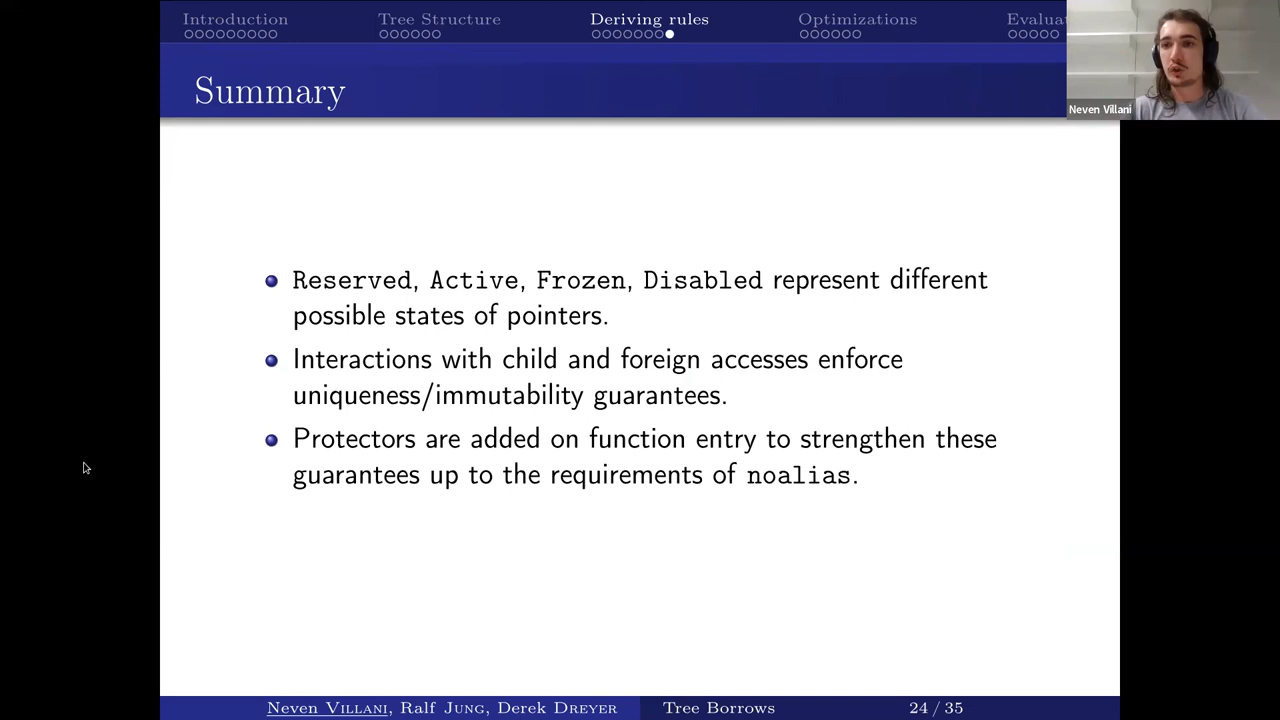 Introduction
Tree Structure
Deriving rules
Optimizations
Summary
Neven Villani
Reserved, Active, Frozen, Disabled represent different
possible states of pointers.
Interactions with child and foreign accesses enforce
uniqueness/immutability guarantees.
Protectors are added on function entry to strengthen these
guarantees up to the requirements of noalias.
Neven VILLANI, Ralf JUNG, Derek DREYER
Tree Borrows
24 / 35